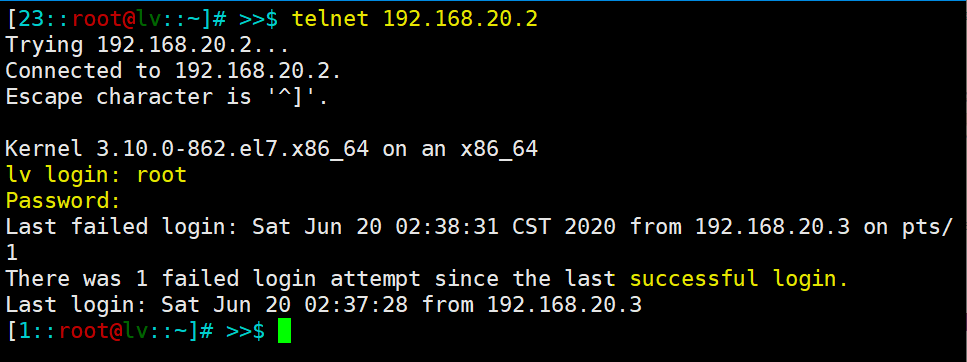 [23::root@lv::~]# >>$ telnet 192.168.20.2
Trying 192.168.20.2...
Connected to 192.168.20.2.
Escape character is '^]'.
Kernel 3.10.0-862.el7.x86_64 on an x86_64
lv login: root
Password:
Last failed login: Sat Jun 20 02:38:31 CST 2020 from 192.168.20.3 on pts/
1
There was 1 failed login attempt since the last successful login.
Last login: Sat Jun 20 02:37:28 from 192.168.20.3
[1::root@lv::~]# >>$